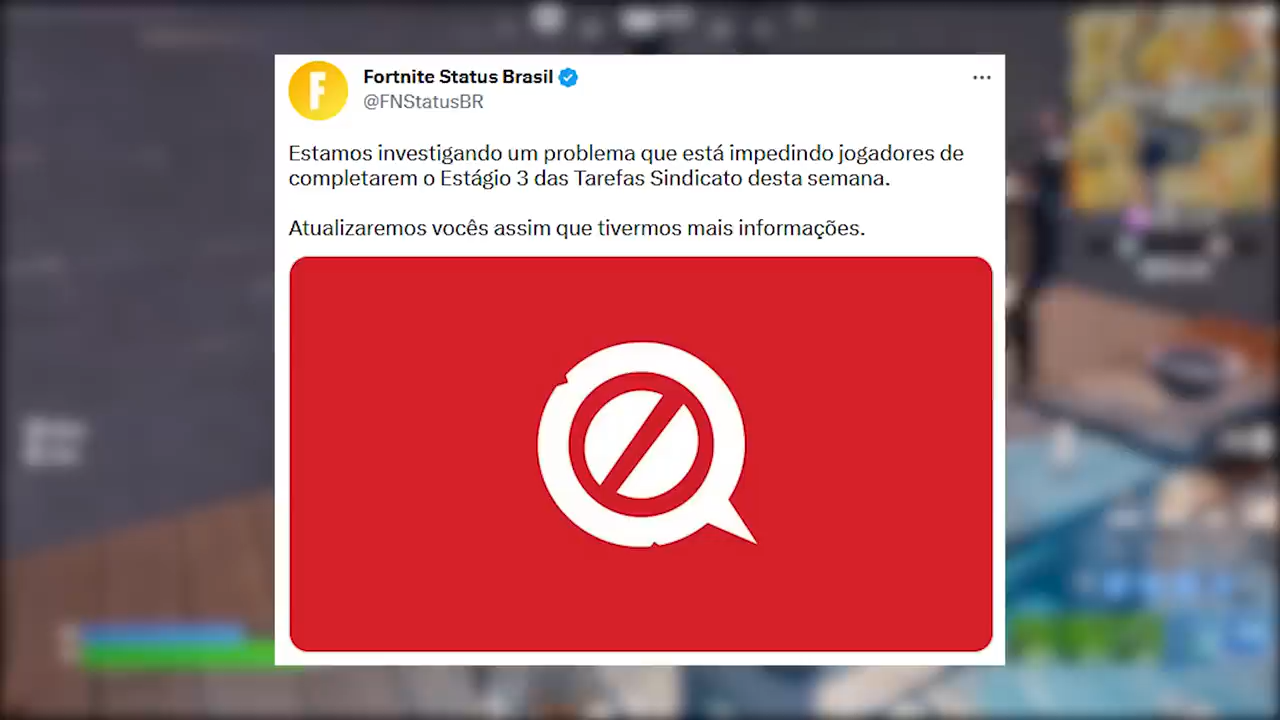 Fortnite Status Brasil
@FNStatusBR
Estamos investigando um problema que está impedindo jogadores de
completarem o Estágio 3 das Tarefas Sindicato desta semana.
Atualizaremos vocês assim que tivermos mais informações.